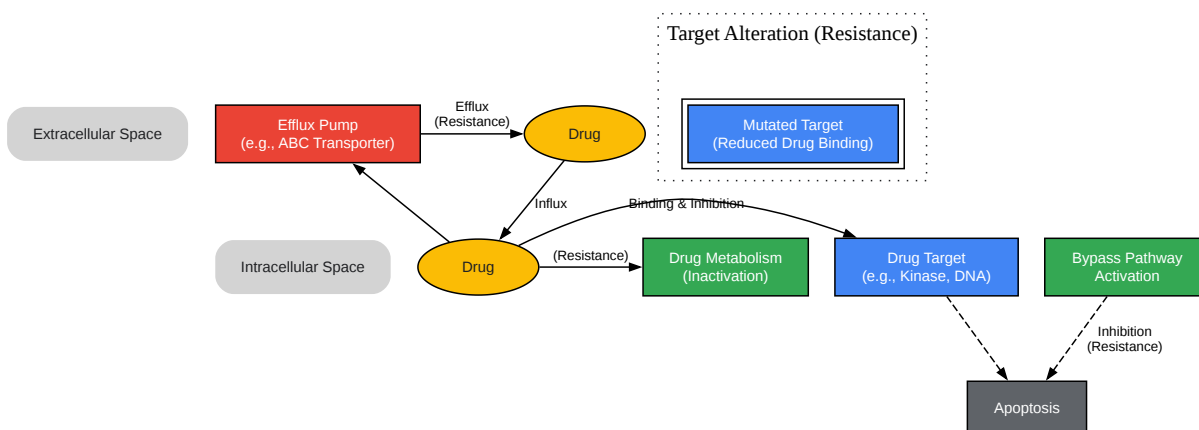 Target Alteration (Resistance)
Extracellular Space
Efflux Pump
(e.g., ABC Transporter)
Efflux
(Resistance)
Drug
Mutated Target
(Reduced Drug Binding)
Influx
Binding & Inhibition
Intracellular Space
Drug
(Resistance)
Drug Metabolism
(Inactivation)
Drug Target
(e.g., Kinase, DNA)
Bypass Pathway
Activation
Inhibition
(Resistance)
Apoptosis